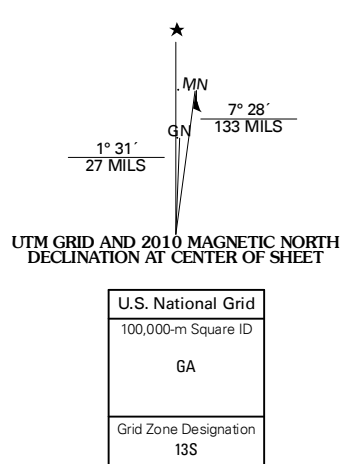 MN
7° 28´
133 MILS
GN
1° 31´
27 MILS
UTM GRID AND 2010 MAGNETIC NORTH
DECLINATION AT CENTER OF SHEET
U.S. National Grid
100,000-m Square ID
GA
Grid Zone Designation
13S